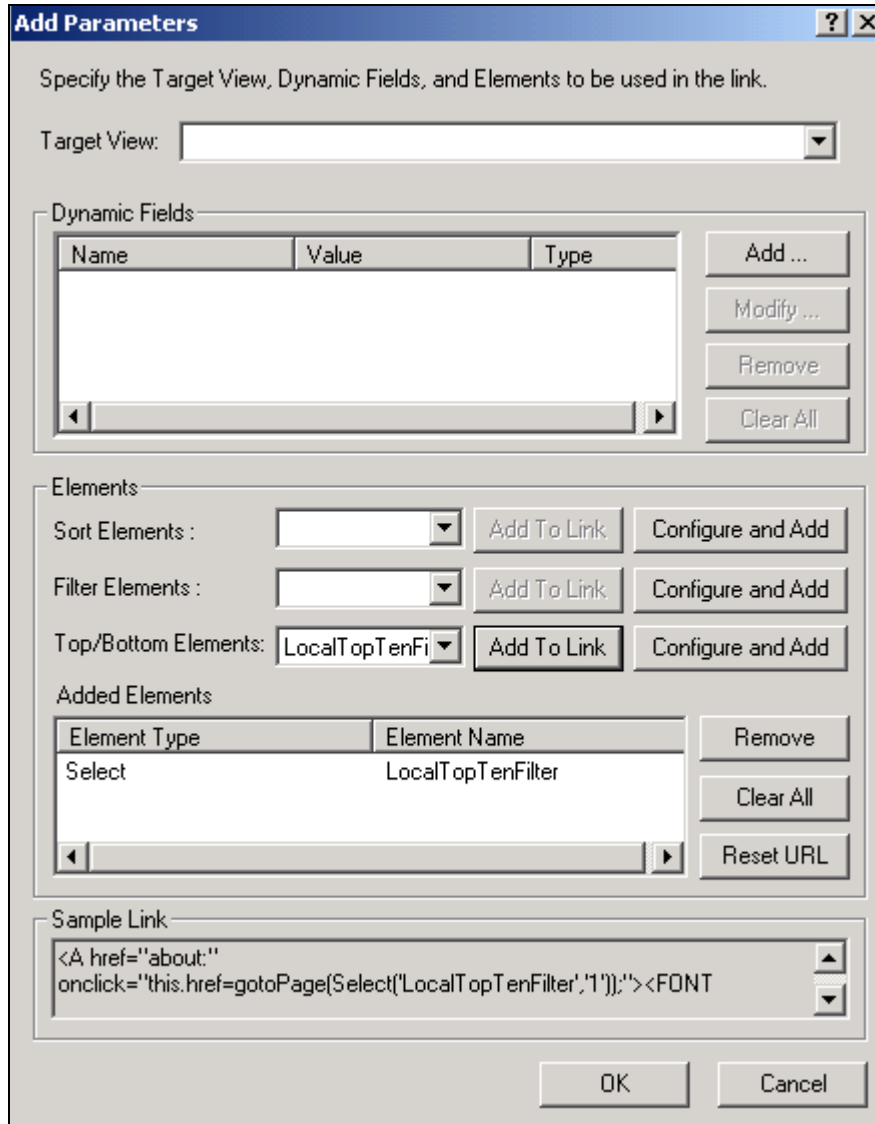 Add Parameters
Specify the Target View, Dynamic Fields, and Elements to be used in the link.
Target View:
Dynamic Fields
Name Value Type
Add ...
Modify ...
Remove
Clear All
Elements
Sort Elements : Add To Link Configure and Add
Filter Elements : Add To Link Configure and Add
Top/Bottom Elements: LocalTopTenFi Add To Link Configure and Add
Added Elements
Element Type Element Name
Select LocalTopTenFilter
Remove
Clear All
Reset URL
Sample Link
<A href="about:"
onclick="this.href=gotoPage(Select('LocalTopTenFilter','1'));"><FONT
OK Cancel